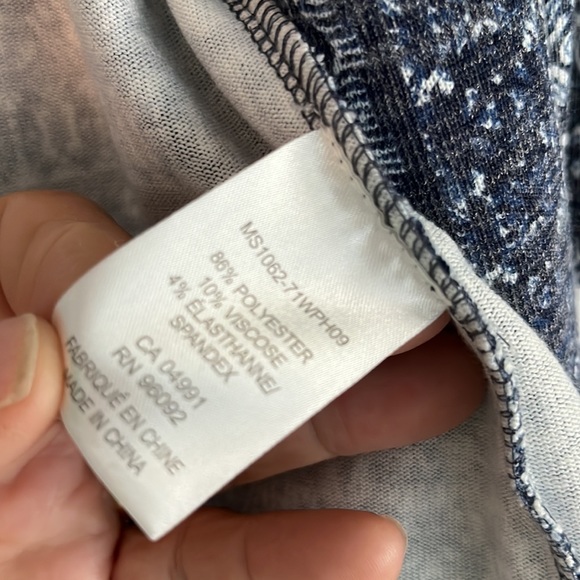 MS1062-71WPH09
86% POLYESTER
10% VISCOSE
4% ÉLASTHANNE/
SPANDEX
CA 04991
RN 96092
FABRIQUÉ EN CHINE
MADE IN CHINA